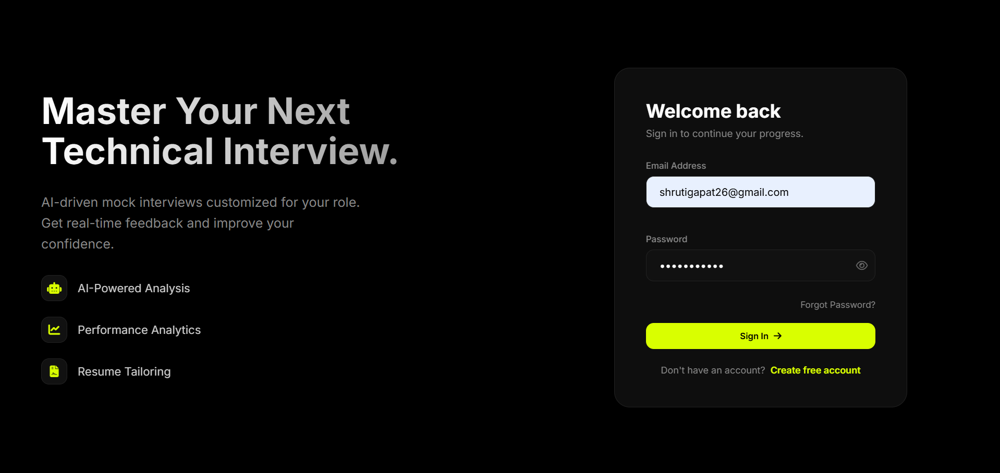 Master Your Next
Technical Interview.
AI-driven mock interviews customized for your role.
Get real-time feedback and improve your
confidence.
AI-Powered Analysis
Performance Analytics
Resume Tailoring
Welcome back
Sign in to continue your progress.
Email Address
shrutigapat26@gmail.com
Password
•••••••••••
Forgot Password?
Sign In →
Don't have an account? Create free account